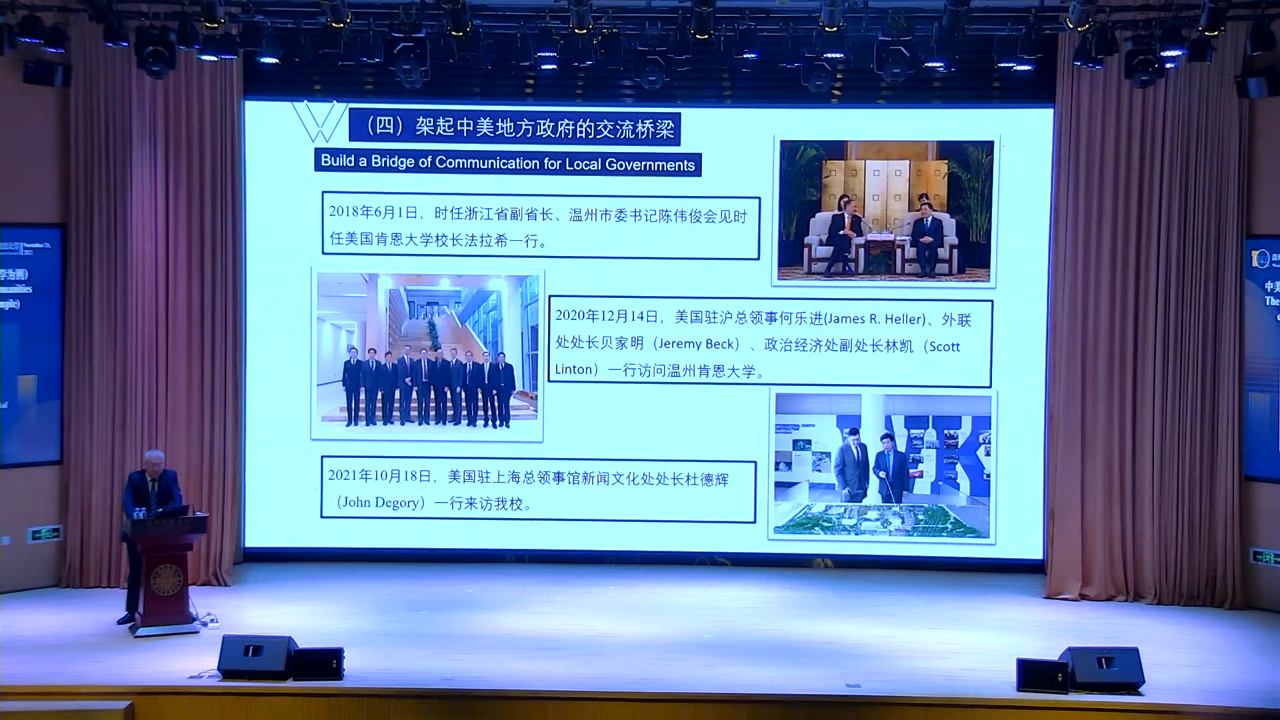 （四）架起中美地方政府的交流桥梁
Build a Bridge of Communication for Local Governments
2018年6月1日，时任浙江省副省长、温州市委书记陈伟俊会见时
任美国肯恩大学校长法拉希一行。
2020年12月14日，美国驻沪总领事何乐进(James R. Heller)、外联
处处长贝家明（Jeremy Beck）、政治经济处副处长林凯（Scott
Linton）一行访问温州肯恩大学。
2021年10月18日，美国驻上海总领事馆新闻文化处处长杜德辉
（John Degory）一行来访我校。
中美